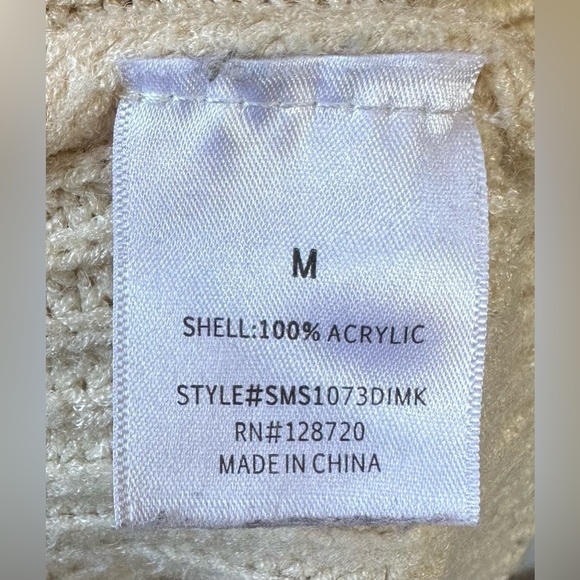 M
SHELL:100% ACRYLIC
STYLE#SMS1073DIMK
RN#128720
MADE IN CHINA